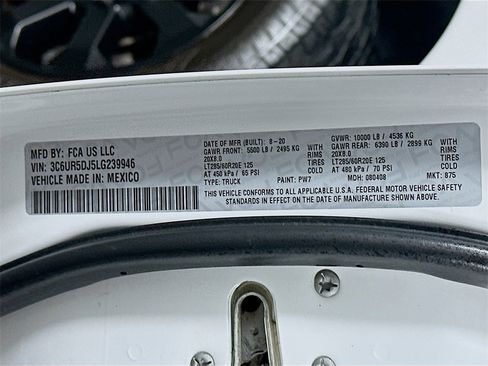 MFD BY: FCA US LLC
VIN: 3C6UR5DJ5LG239946
VEHICLE MADE IN: MEXICO
DATE OF MFR (BUILT): 8-20
GAWR FRONT: 5500 LB / 2495 KG WITH
20X8.0 RIMS
LT285/60R20E 125 TIRES
AT 450 kPa / 65 PSI COLD
TYPE: TRUCK PAINT: PW7
GVWR: 10000 LB / 4536 KG
GAWR REAR: 6390 LB / 2899 KG WITH
20X8.0 RIMS
LT285/60R20E 125 TIRES
AT 480 kPa / 70 PSI COLD
MDH: 080408 MKT: 875
THIS VEHICLE CONFORMS TO ALL APPLICABLE U.S.A. FEDERAL MOTOR VEHICLE SAFETY
STANDARDS IN EFFECT ON THE DATE OF MANUFACTURE SHOWN ABOVE.